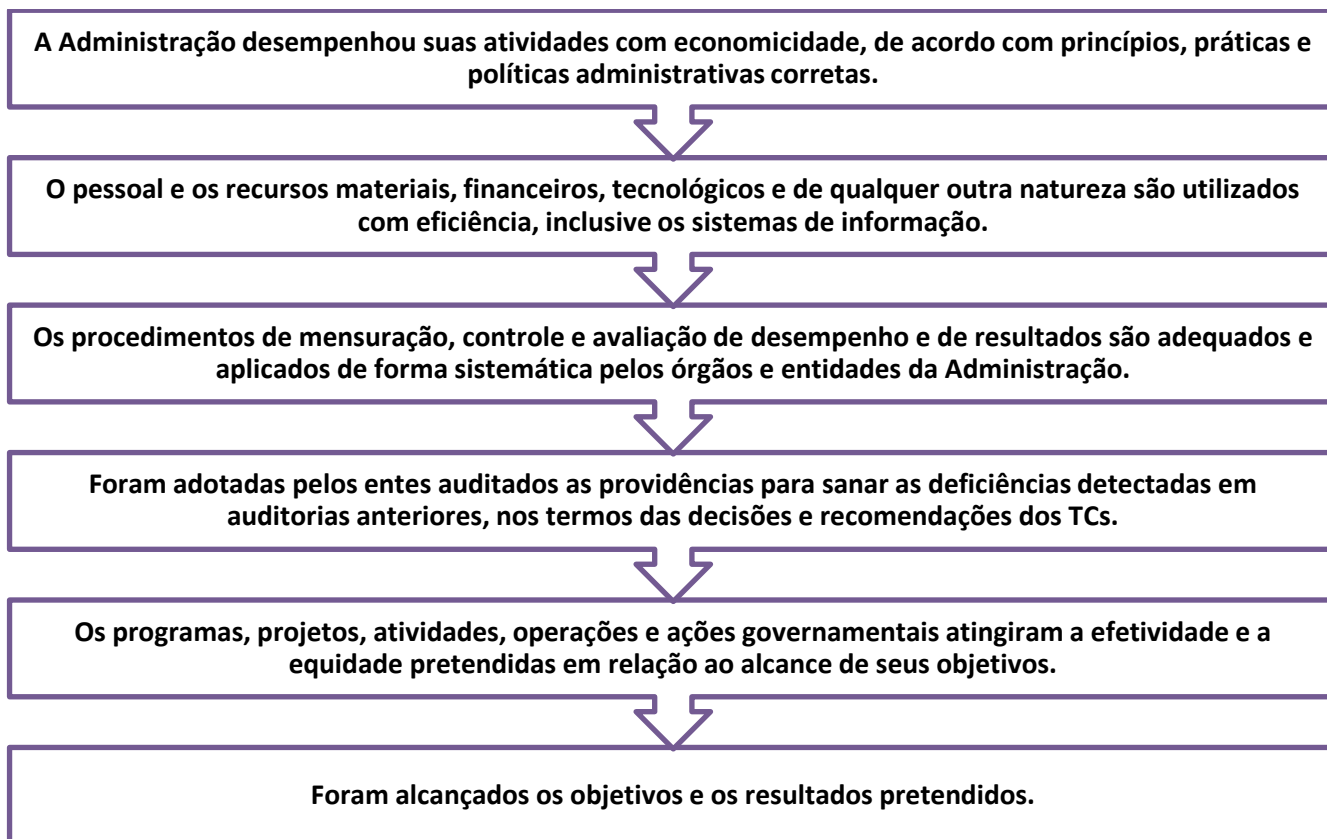 A Administração desempenhou suas atividades com economicidade, de acordo com princípios, práticas e
políticas administrativas corretas.
O pessoal e os recursos materiais, financeiros, tecnológicos e de qualquer outra natureza são utilizados
com eficiência, inclusive os sistemas de informação.
Os procedimentos de mensuração, controle e avaliação de desempenho e de resultados são adequados e
aplicados de forma sistemática pelos órgãos e entidades da Administração.
Foram adotadas pelos entes auditados as providências para sanar as deficiências detectadas em
auditorias anteriores, nos termos das decisões e recomendações dos TCs.
Os programas, projetos, atividades, operações e ações governamentais atingiram a efetividade e a
equidade pretendidas em relação ao alcance de seus objetivos.
Foram alcançados os objetivos e os resultados pretendidos.